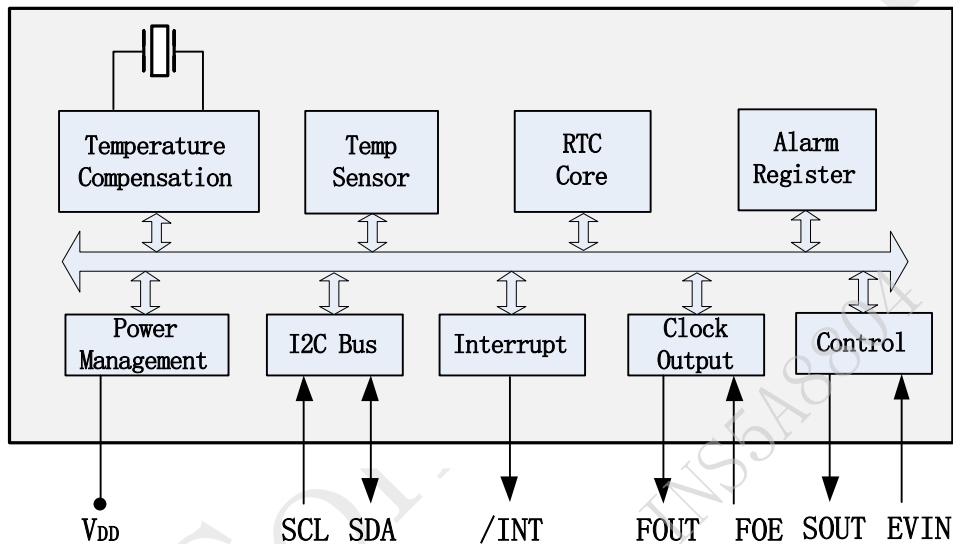 Temperature
Compensation
Temp
Sensor
RTC
Core
Alarm
Register
Power
Management
I2C Bus
Interrupt
Clock
Output
Control
VDD
SCL
SDA
/INT
FOUT
FOE
SOUT
EVIN
INS5A8804